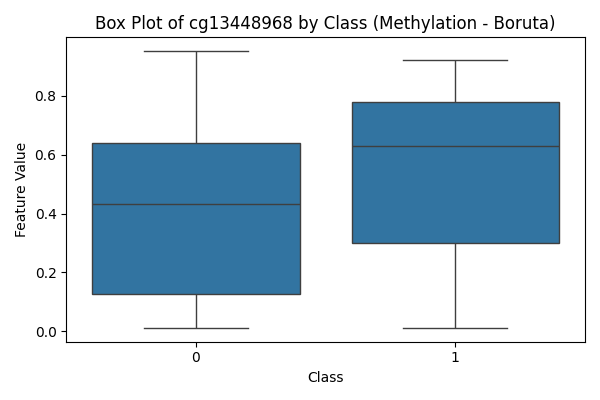 Box Plot of cg13448968 by Class (Methylation - Boruta)
Feature Value
0.8
0.6
0.4
0.2
0.0
0 1
Class